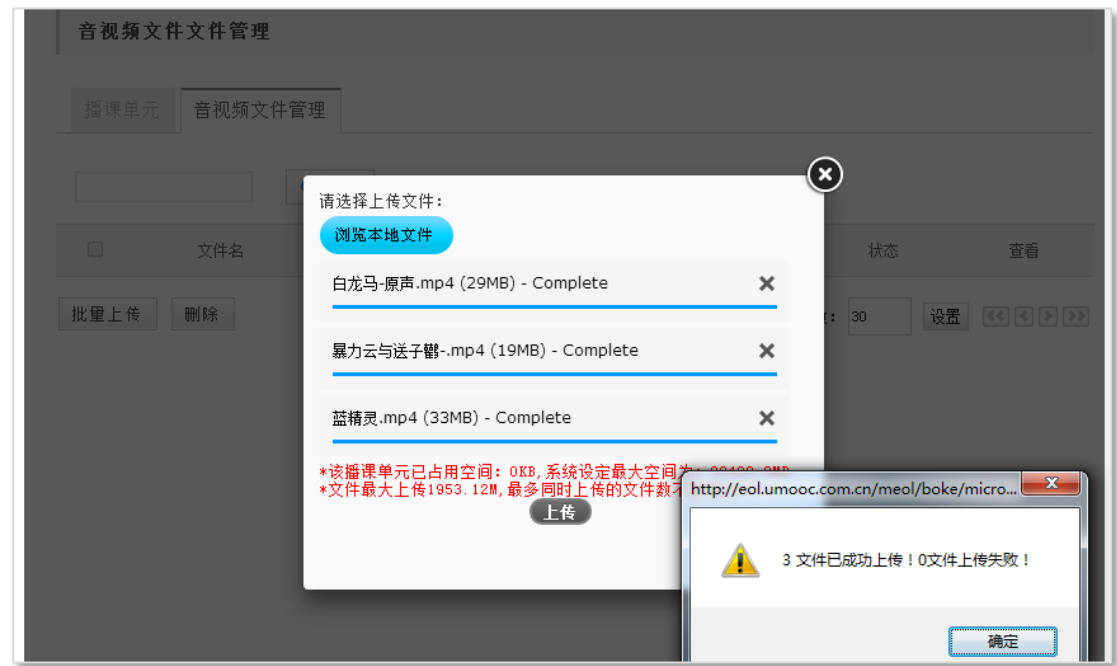 音视频文件文件管理
播课单元 音视频文件管理
请选择上传文件:
浏览本地文件
文件名 状态 查看
白龙马-原声.mp4 (29MB) - Complete
批量上传 删除 : 30 设置
暴力云与送子鹳-.mp4 (19MB) - Complete
蓝精灵.mp4 (33MB) - Complete
*该播课单元已占用空间: 0KB,系统设定最大空间为:
*文件最大上传1953.12M,最多同时上传的文件数不
上传
http://eol.umooc.com.cn/meol/boke/micro...
3 文件已成功上传!0文件上传失败!
确定